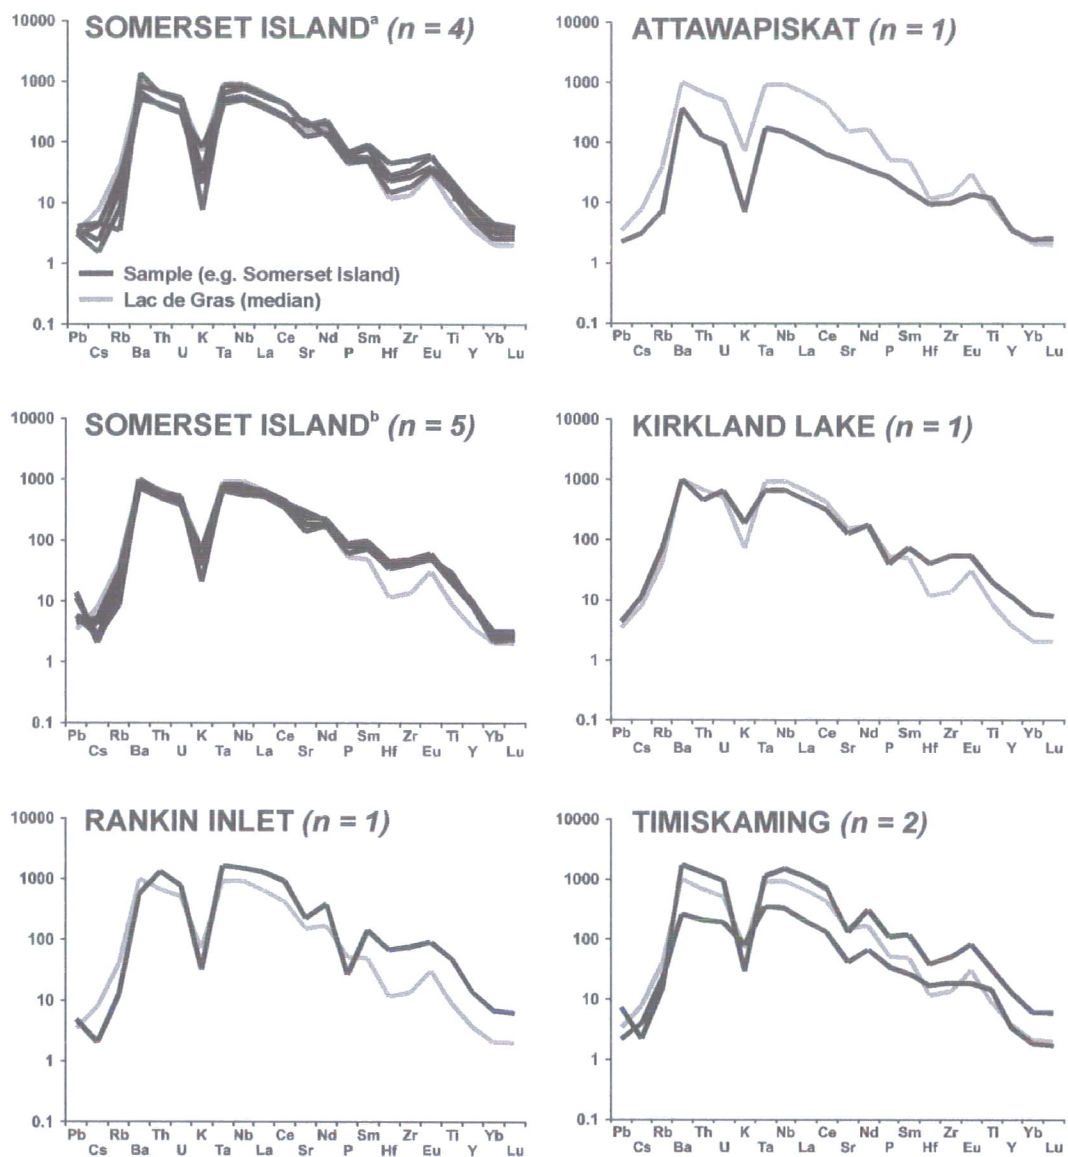 SOMERSET ISLANDᵃ (n = 4)
10000
1000
100
10
1
0.1
Sample (e.g. Somerset Island)
Lac de Gras (median)
Pb Rb Th K Nb Ce Nd Sm Zr Ti Yb
Cs Ba U Ta La Sr P Hf Eu Y Lu
ATTAWAPISKAT (n = 1)
10000
1000
100
10
1
0.1
Pb Rb Th K Nb Ce Nd Sm Zr Ti Yb
Cs Ba U Ta La Sr P Hf Eu Y Lu
SOMERSET ISLANDᵇ (n = 5)
10000
1000
100
10
1
0.1
Pb Rb Th K Nb Ce Nd Sm Zr Ti Yb
Cs Ba U Ta La Sr P Hf Eu Y Lu
KIRKLAND LAKE (n = 1)
10000
1000
100
10
1
0.1
Pb Rb Th K Nb Ce Nd Sm Zr Ti Yb
Cs Ba U Ta La Sr P Hf Eu Y Lu
RANKIN INLET (n = 1)
10000
1000
100
10
1
0.1
Pb Rb Th K Nb Ce Nd Sm Zr Ti Yb
Cs Ba U Ta La Sr P Hf Eu Y Lu
TIMISKAMING (n = 2)
10000
1000
100
10
1
0.1
Pb Rb Th K Nb Ce Nd Sm Zr Ti Yb
Cs Ba U Ta La Sr P Hf Eu Y Lu